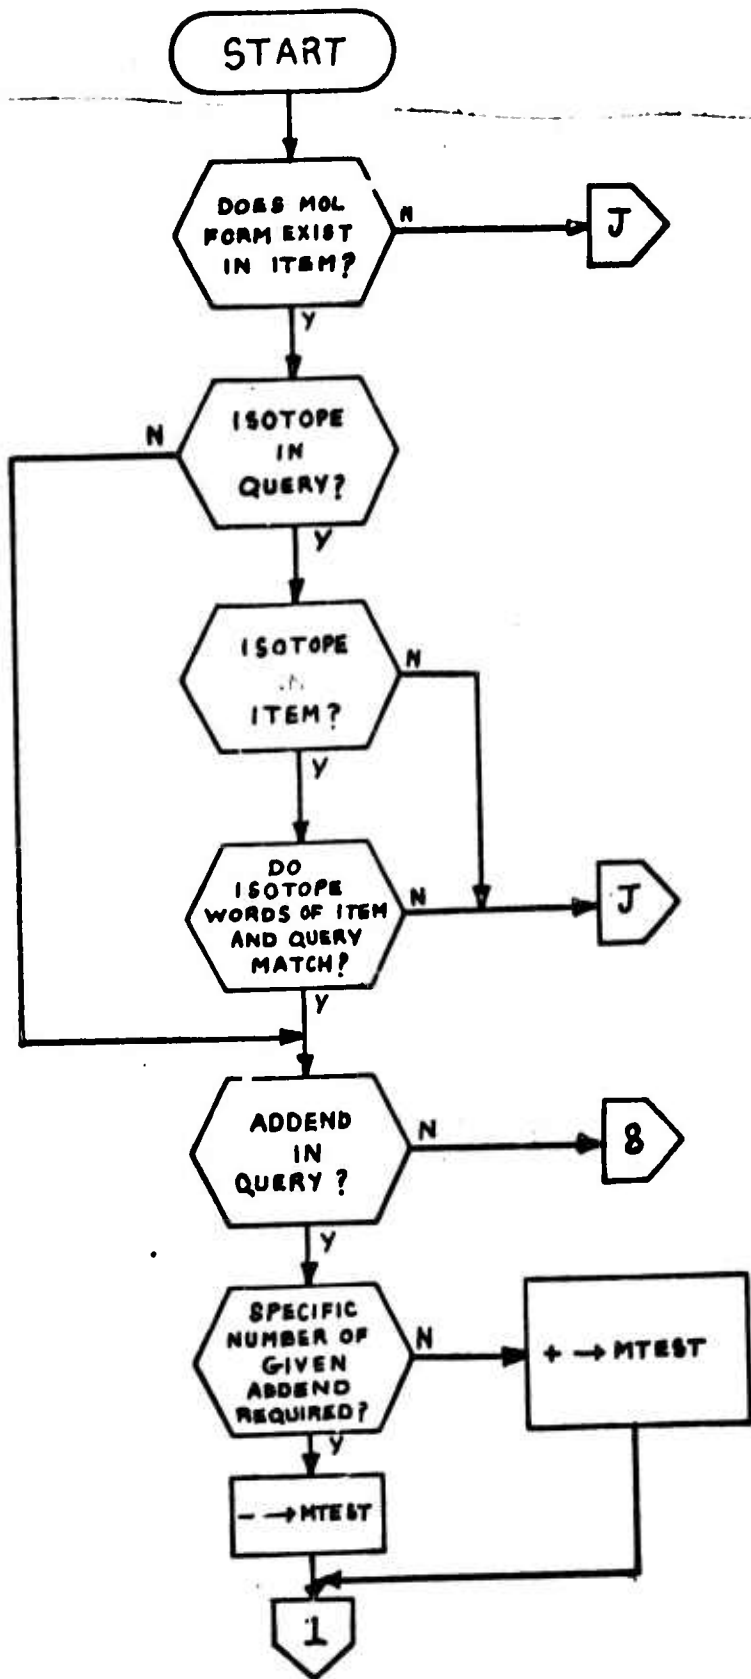 START
DOES MOL
FORM EXIST
IN ITEM?
N
J
Y
ISOTOPE
IN
QUERY?
N
Y
ISOTOPE
ITEM?
N
Y
DO
ISOTOPE
WORDS OF ITEM
AND QUERY
MATCH?
N
J
Y
ADDEND
IN
QUERY?
N
8
Y
SPECIFIC
NUMBER OF
GIVEN
ADDEND
REQUIRED?
N
+ → MTEST
Y
- → MTEST
1